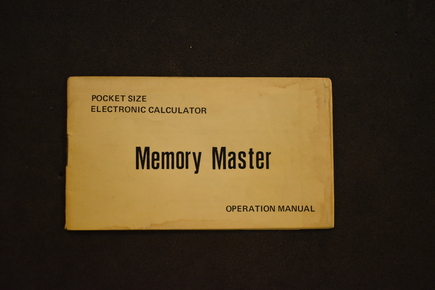 POCKET SIZE
ELECTRONIC CALCULATOR
Memory Master
OPERATION MANUAL